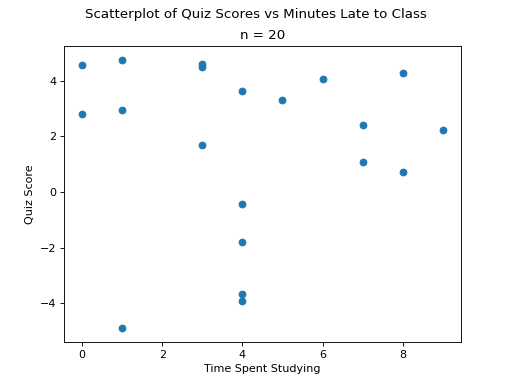 Scatterplot of Quiz Scores vs Minutes Late to Class
n = 20
4
2
0
−2
−4
Quiz Score
0 2 4 6 8
Time Spent Studying